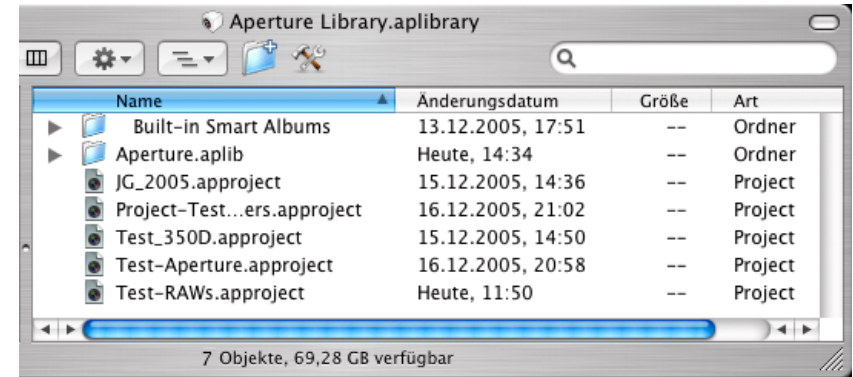 Aperture Library.aplibrary
Name Änderungsdatum Größe Art
Built-in Smart Albums 13.12.2005, 17:51 -- Ordner
Aperture.aplib Heute, 14:34 -- Ordner
JG_2005.approject 15.12.2005, 14:36 -- Project
Project-Test...ers.approject 16.12.2005, 21:02 -- Project
Test_350D.approject 15.12.2005, 14:50 -- Project
Test-Aperture.approject 16.12.2005, 20:58 -- Project
Test-RAWs.approject Heute, 11:50 -- Project
7 Objekte, 69,28 GB verfügbar